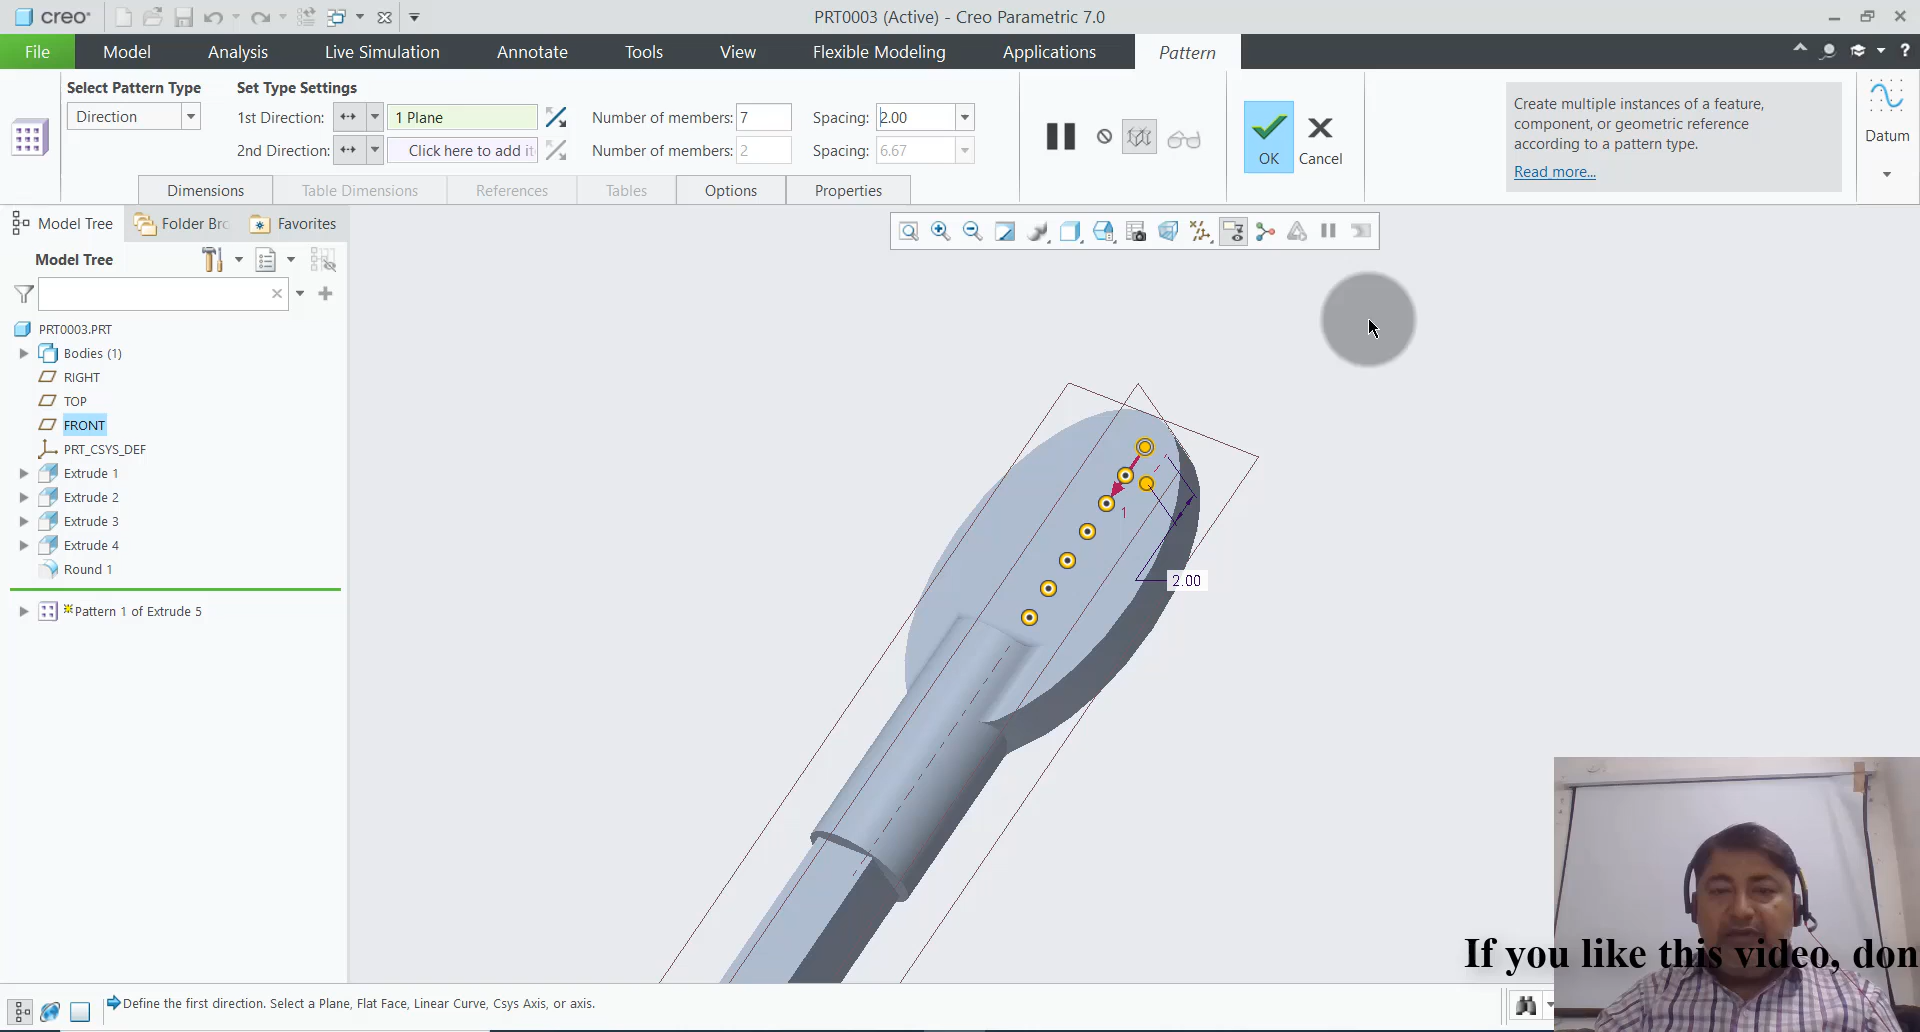 creo
PRT0003 (Active) - Creo Parametric 7.0
File Model Analysis Live Simulation Annotate Tools View Flexible Modeling Applications Pattern
Select Pattern Type
Direction
Set Type Settings
1st Direction: 1 Plane Number of members: 7 Spacing: 2.00
2nd Direction: Click here to add it Number of members: 2 Spacing: 6.67
OK Cancel
Create multiple instances of a feature,
component, or geometric reference
according to a pattern type.
Read more...
Datum
Dimensions Table Dimensions References Tables Options Properties
Model Tree Folder Br Favorites
Model Tree
PRT0003.PRT
Bodies (1)
RIGHT
TOP
FRONT
PRT_CSYS_DEF
Extrude 1
Extrude 2
Extrude 3
Extrude 4
Round 1
Pattern 1 of Extrude 5
1
2.00
If you like this video, don
Define the first direction. Select a Plane, Flat Face, Linear Curve, Csys Axis, or axis.